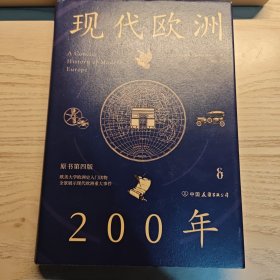 现代欧洲
A Concise
History of Modern
Europe
原书第四版
欧美大学欧洲史入门读物
全景展示现代欧洲重大事件
中国友谊出版公司
200年